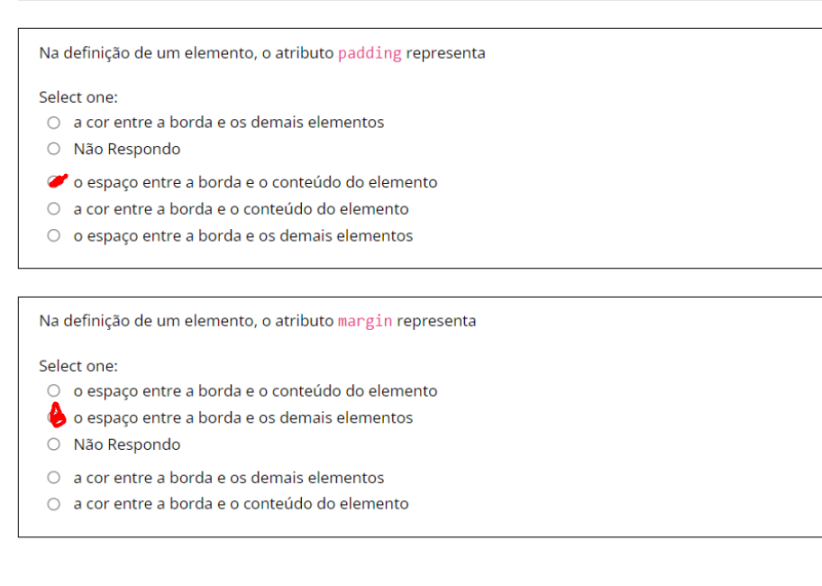 Na definição de um elemento, o atributo padding representa
Select one:
a cor entre a borda e os demais elementos
Não Respondo
o espaço entre a borda e o conteúdo do elemento
a cor entre a borda e o conteúdo do elemento
o espaço entre a borda e os demais elementos
Na definição de um elemento, o atributo margin representa
Select one:
o espaço entre a borda e o conteúdo do elemento
o espaço entre a borda e os demais elementos
Não Respondo
a cor entre a borda e os demais elementos
a cor entre a borda e o conteúdo do elemento